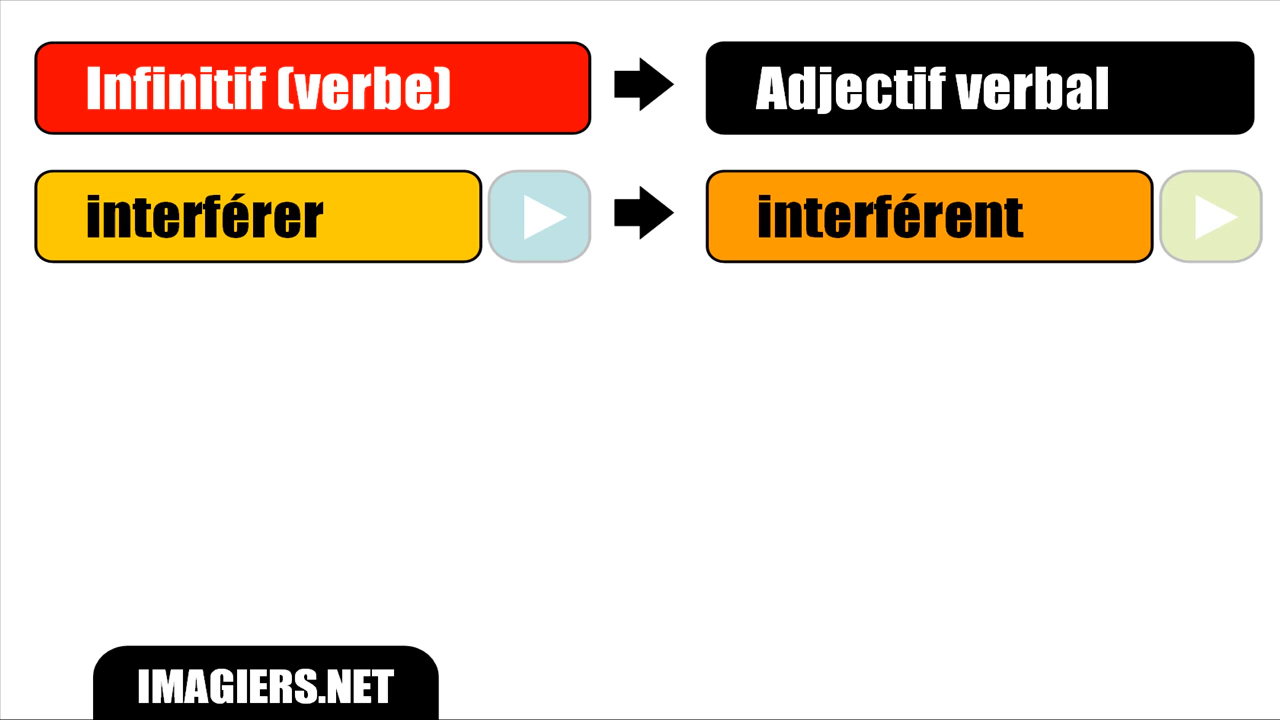 Infinitif (verbe)
Adjectif verbal
interférer
interférent
IMAGIERS.NET